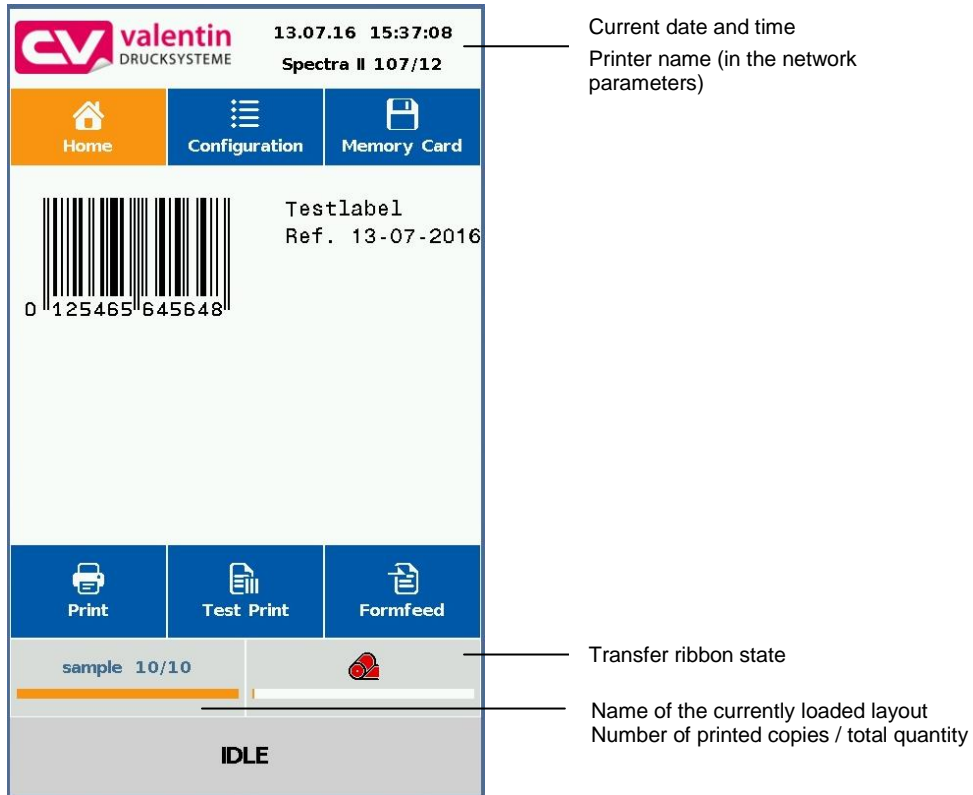 valentin
DRUCKSYSTEME
13.07.16 15:37:08
Spectra II 107/12
Current date and time
Printer name (in the network
parameters)
Home
Configuration
Memory Card
Testlabel
Ref. 13-07-2016
0 125465 645648
Print
Test Print
Formfeed
sample 10/10
Transfer ribbon state
Name of the currently loaded layout
Number of printed copies / total quantity
IDLE